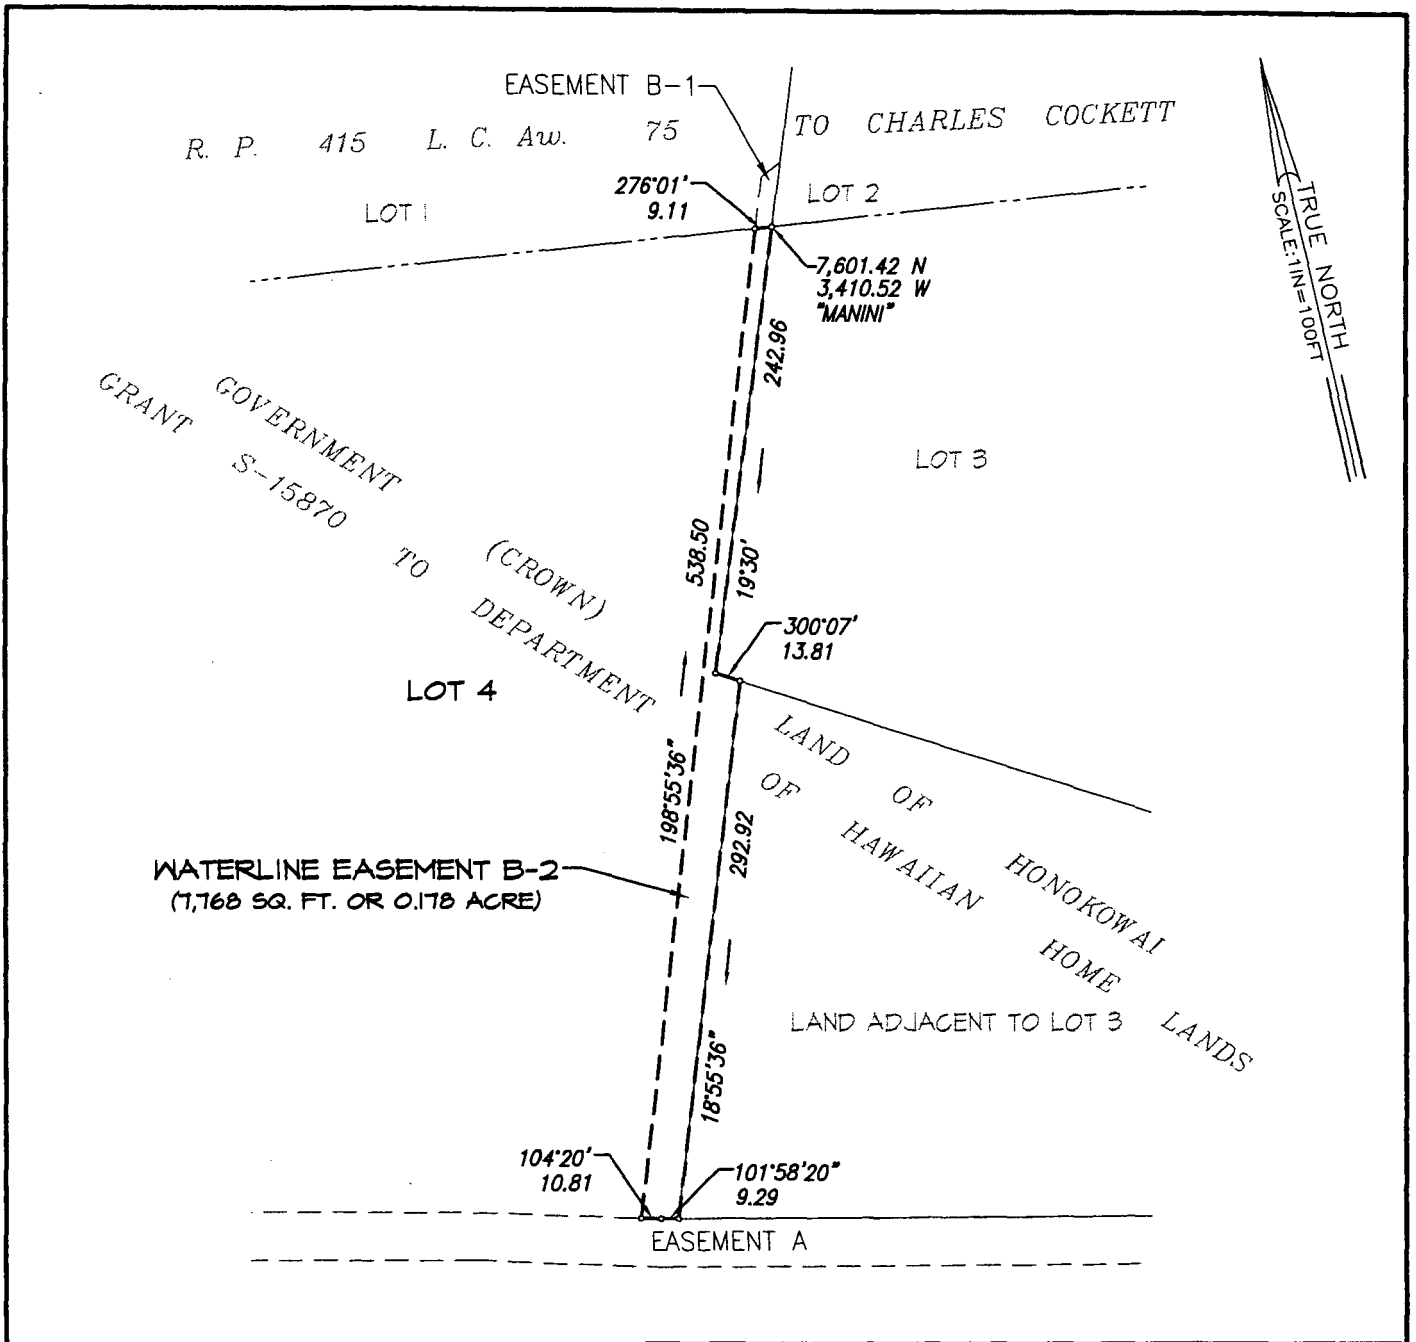 EASEMENT B-1
R. P. 415 L. C. Aw. 75 TO CHARLES COCKETT
276°01'
9.11
LOT 1
LOT 2
7,601.42 N
3,410.52 W
"MANINI"
TRUE NORTH
SCALE:1IN=100FT
242.96
19°30'
LOT 3
GOVERNMENT (CROWN) LAND OF HONOKOWAI
GRANT S-15870 TO DEPARTMENT OF HAWAIIAN HOME LANDS
538.50
198°55'36"
300°07'
13.81
LOT 4
292.92
18°55'36"
WATERLINE EASEMENT B-2
(7,768 SQ. FT. OR 0.178 ACRE)
LAND ADJACENT TO LOT 3
104°20'
10.81
101°58'20"
9.29
EASEMENT A